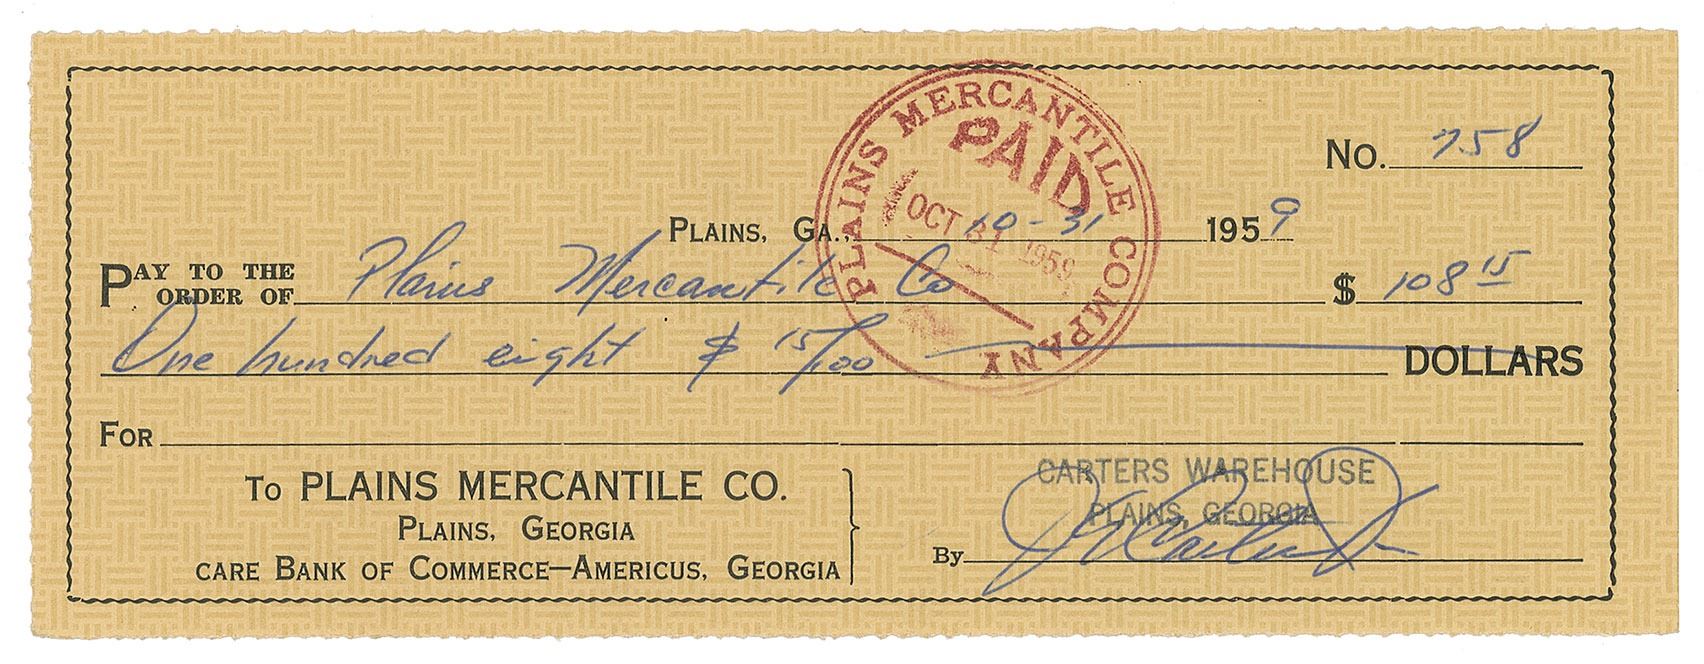 No. 758
PLAINS MERCANTILE COMPANY
PAID
OCT 31 1959
PLAINS, GA., 10-31 1959
PAY TO THE ORDER OF Plains Mercantile Co $ 108 15
One hundred eight & 15/100 DOLLARS
FOR
TO PLAINS MERCANTILE CO.
PLAINS, GEORGIA
CARE BANK OF COMMERCE—AMERICUS, GEORGIA
CARTERS WAREHOUSE
PLAINS, GEORGIA
By J E Carter Jr